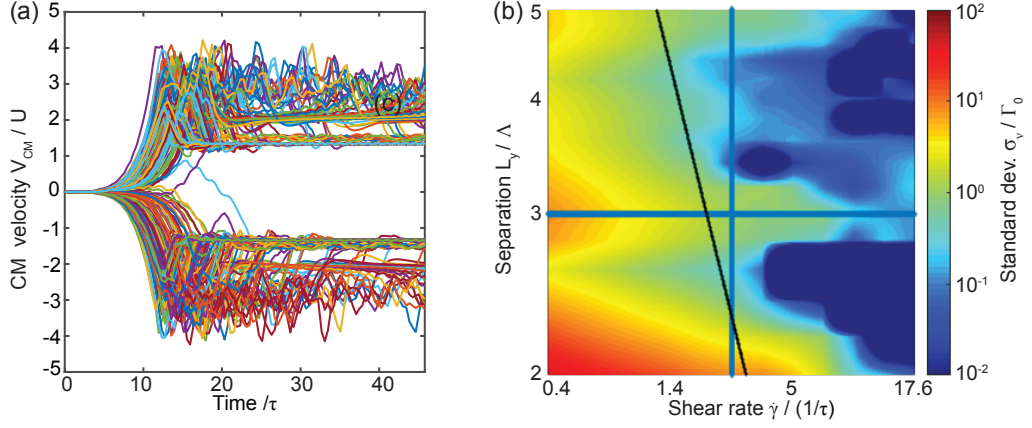 (a)
CM velocity V_CM / U
5
4
3
2
1
0
-1
-2
-3
-4
-5
(c)
0 10 20 30 40
Time /τ
(b)
Separation L_y / Λ
5
4
3
2
0.4 1.4 5 17.6
Shear rate γ̇ / (1/τ)
10^2
10^1
10^0
10^-1
10^-2
Standard dev. σ_v / Γ_0